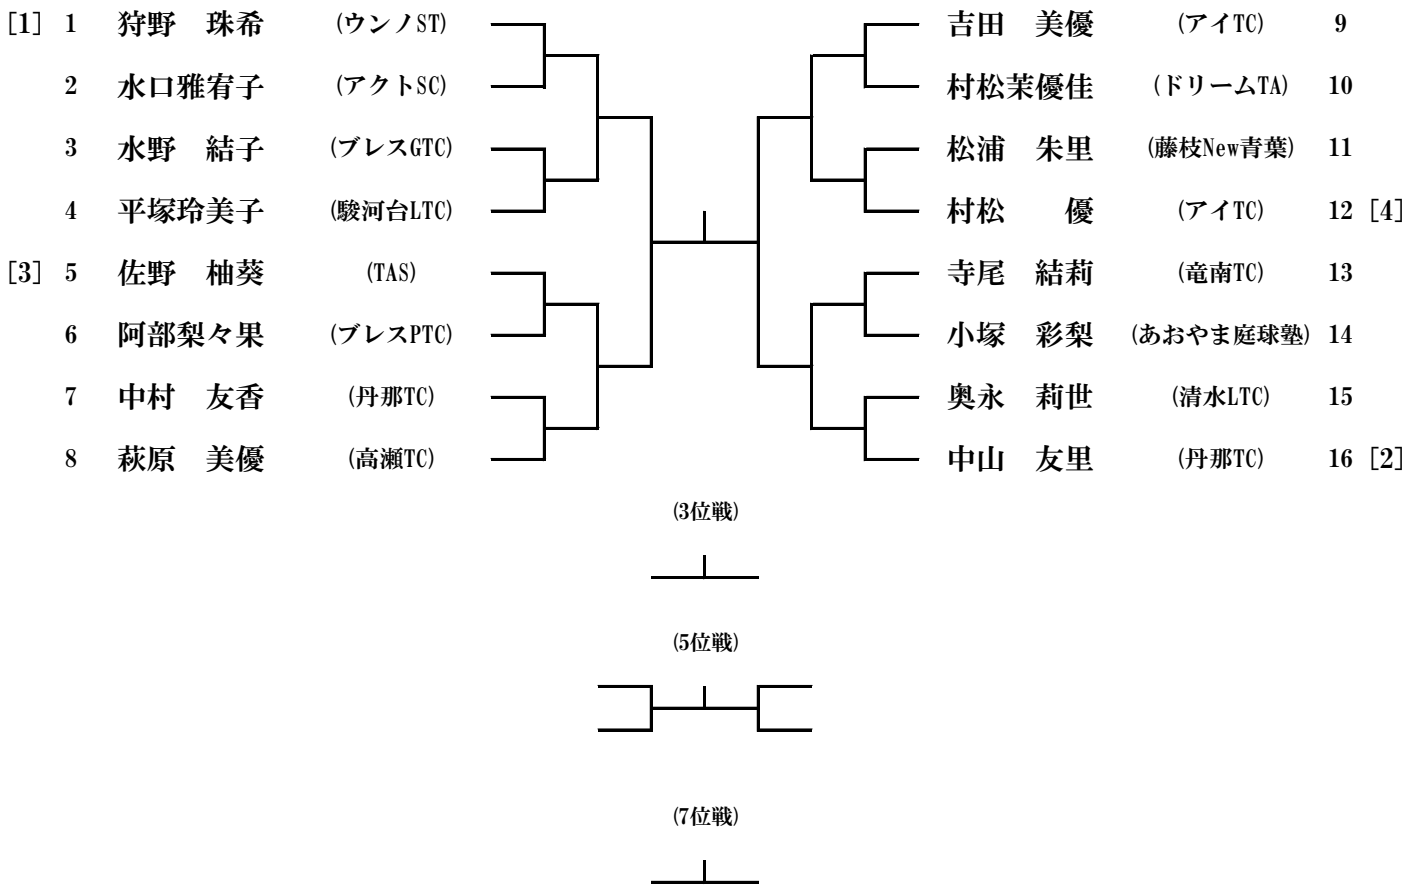 [1] 1 狩野 珠希 (ウンノST) 吉田 美優 (アイTC) 9
2 水口雅宥子 (アクトSC) 村松茉優佳 (ドリームTA) 10
3 水野 結子 (ブレスGTC) 松浦 朱里 (藤枝New青葉) 11
4 平塚玲美子 (駿河台LTC) 村松 優 (アイTC) 12 [4]
[3] 5 佐野 柚葵 (TAS) 寺尾 結莉 (竜南TC) 13
6 阿部梨々果 (ブレスPTC) 小塚 彩梨 (あおやま庭球塾) 14
7 中村 友香 (丹那TC) 奥永 莉世 (清水LTC) 15
8 萩原 美優 (高瀬TC) 中山 友里 (丹那TC) 16 [2]
(3位戦)
(5位戦)
(7位戦)